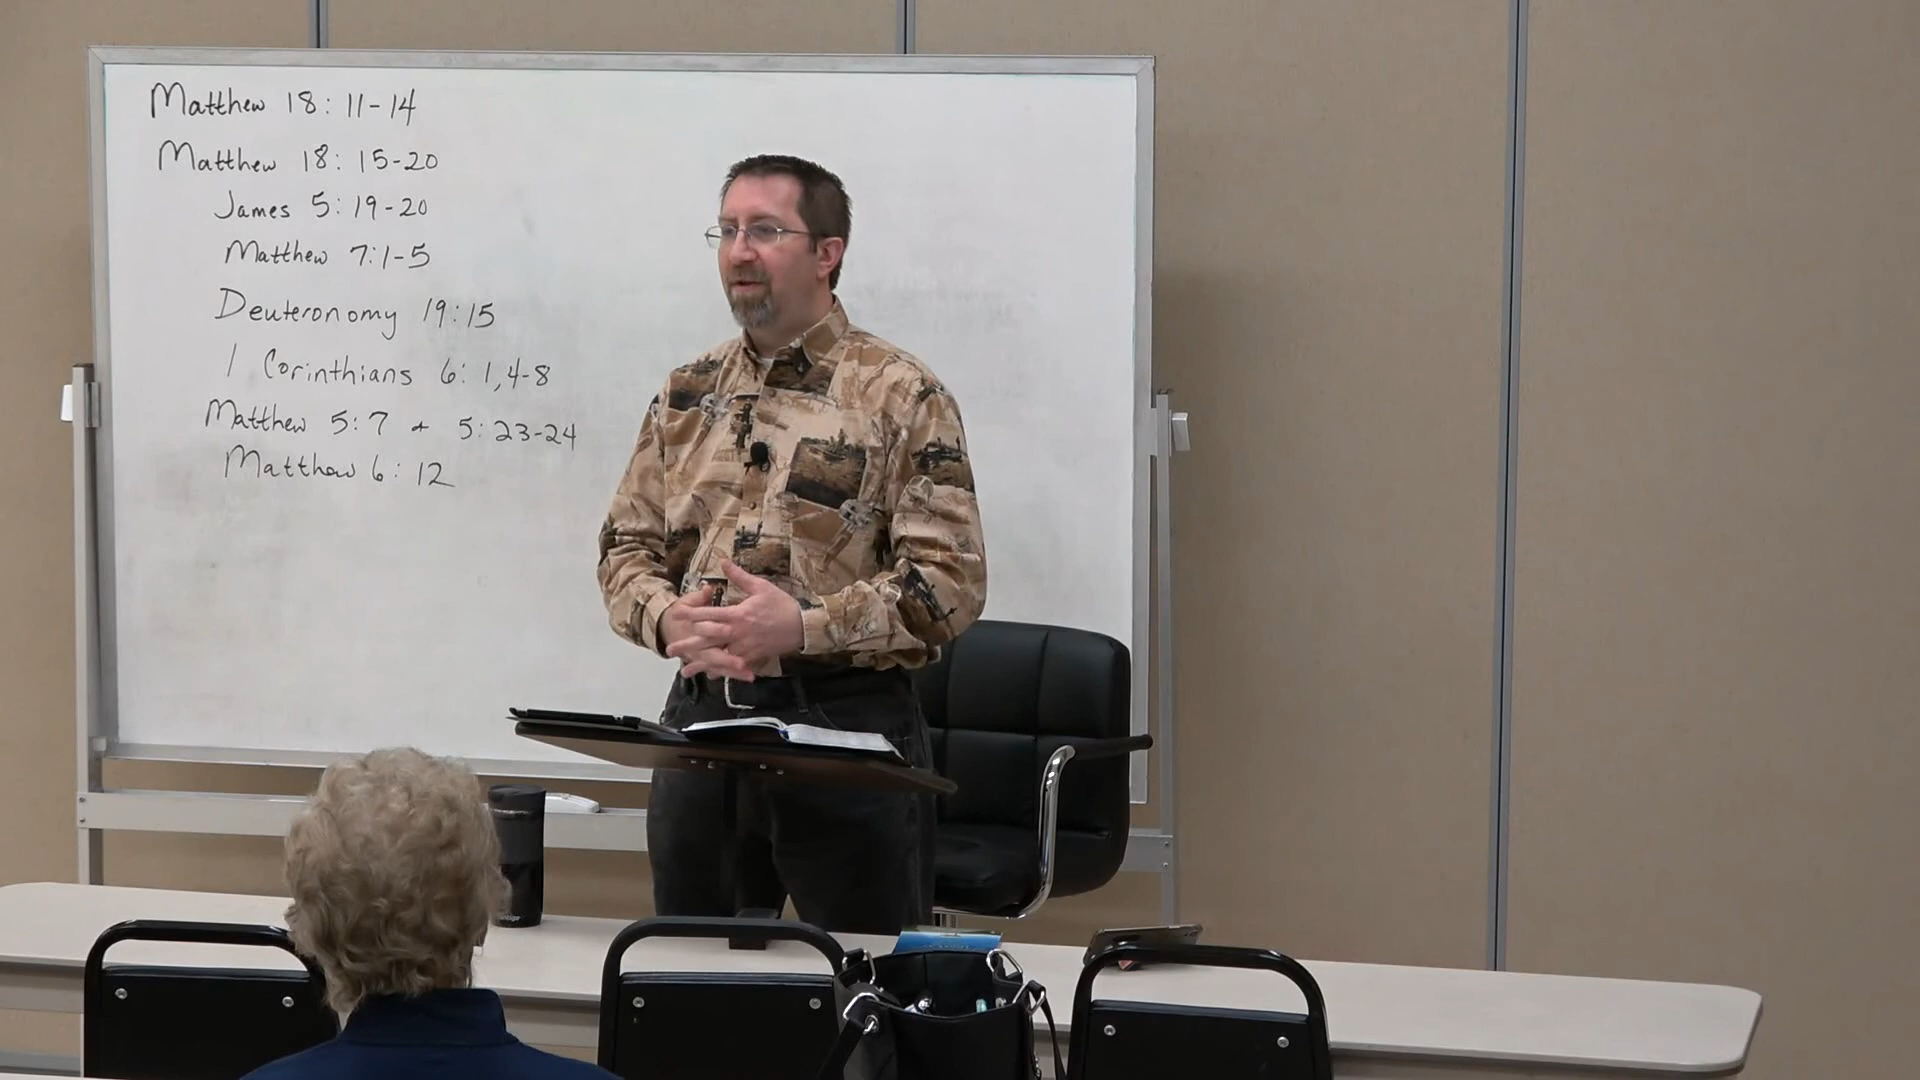 Matthew 18: 11-14
Matthew 18: 15-20
James 5: 19-20
Matthew 7:1-5
Deuteronomy 19:15
1 Corinthians 6: 1,4-8
Matthew 5:7 + 5:23-24
Matthew 6: 12